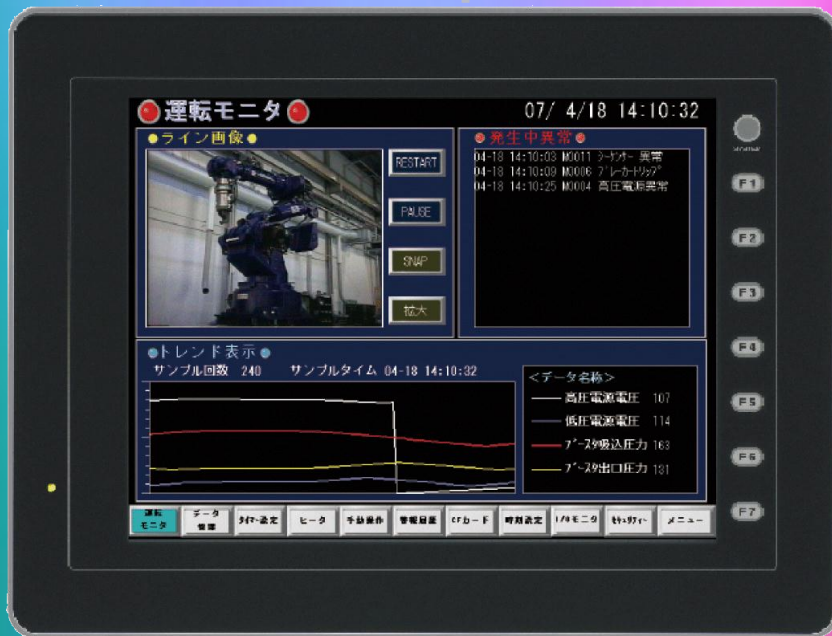 運転モニタ
07/ 4/18 14:10:32
ライン画像
RESTART
PAUSE
SNAP
拡大
発生中異常
04-18 14:10:03 M0011 シーケンサー 異常
04-18 14:10:09 M0006 ブレーカートリップ
04-18 14:10:25 M0004 高圧電源異常
トレンド表示
サンプル回数 240 サンプルタイム 04-18 14:10:32
<データ名称>
高圧電源電圧 107
低圧電源電圧 114
ブースタ吸込圧力 163
ブースタ出口圧力 131
運転
モニタ
データ
管理
タイマー設定
ヒータ
手動操作
警報履歴
CFカード
時刻設定
I/Oモニタ
セキュリティー
メニュー
F1
F2
F3
F4
F5
F6
F7